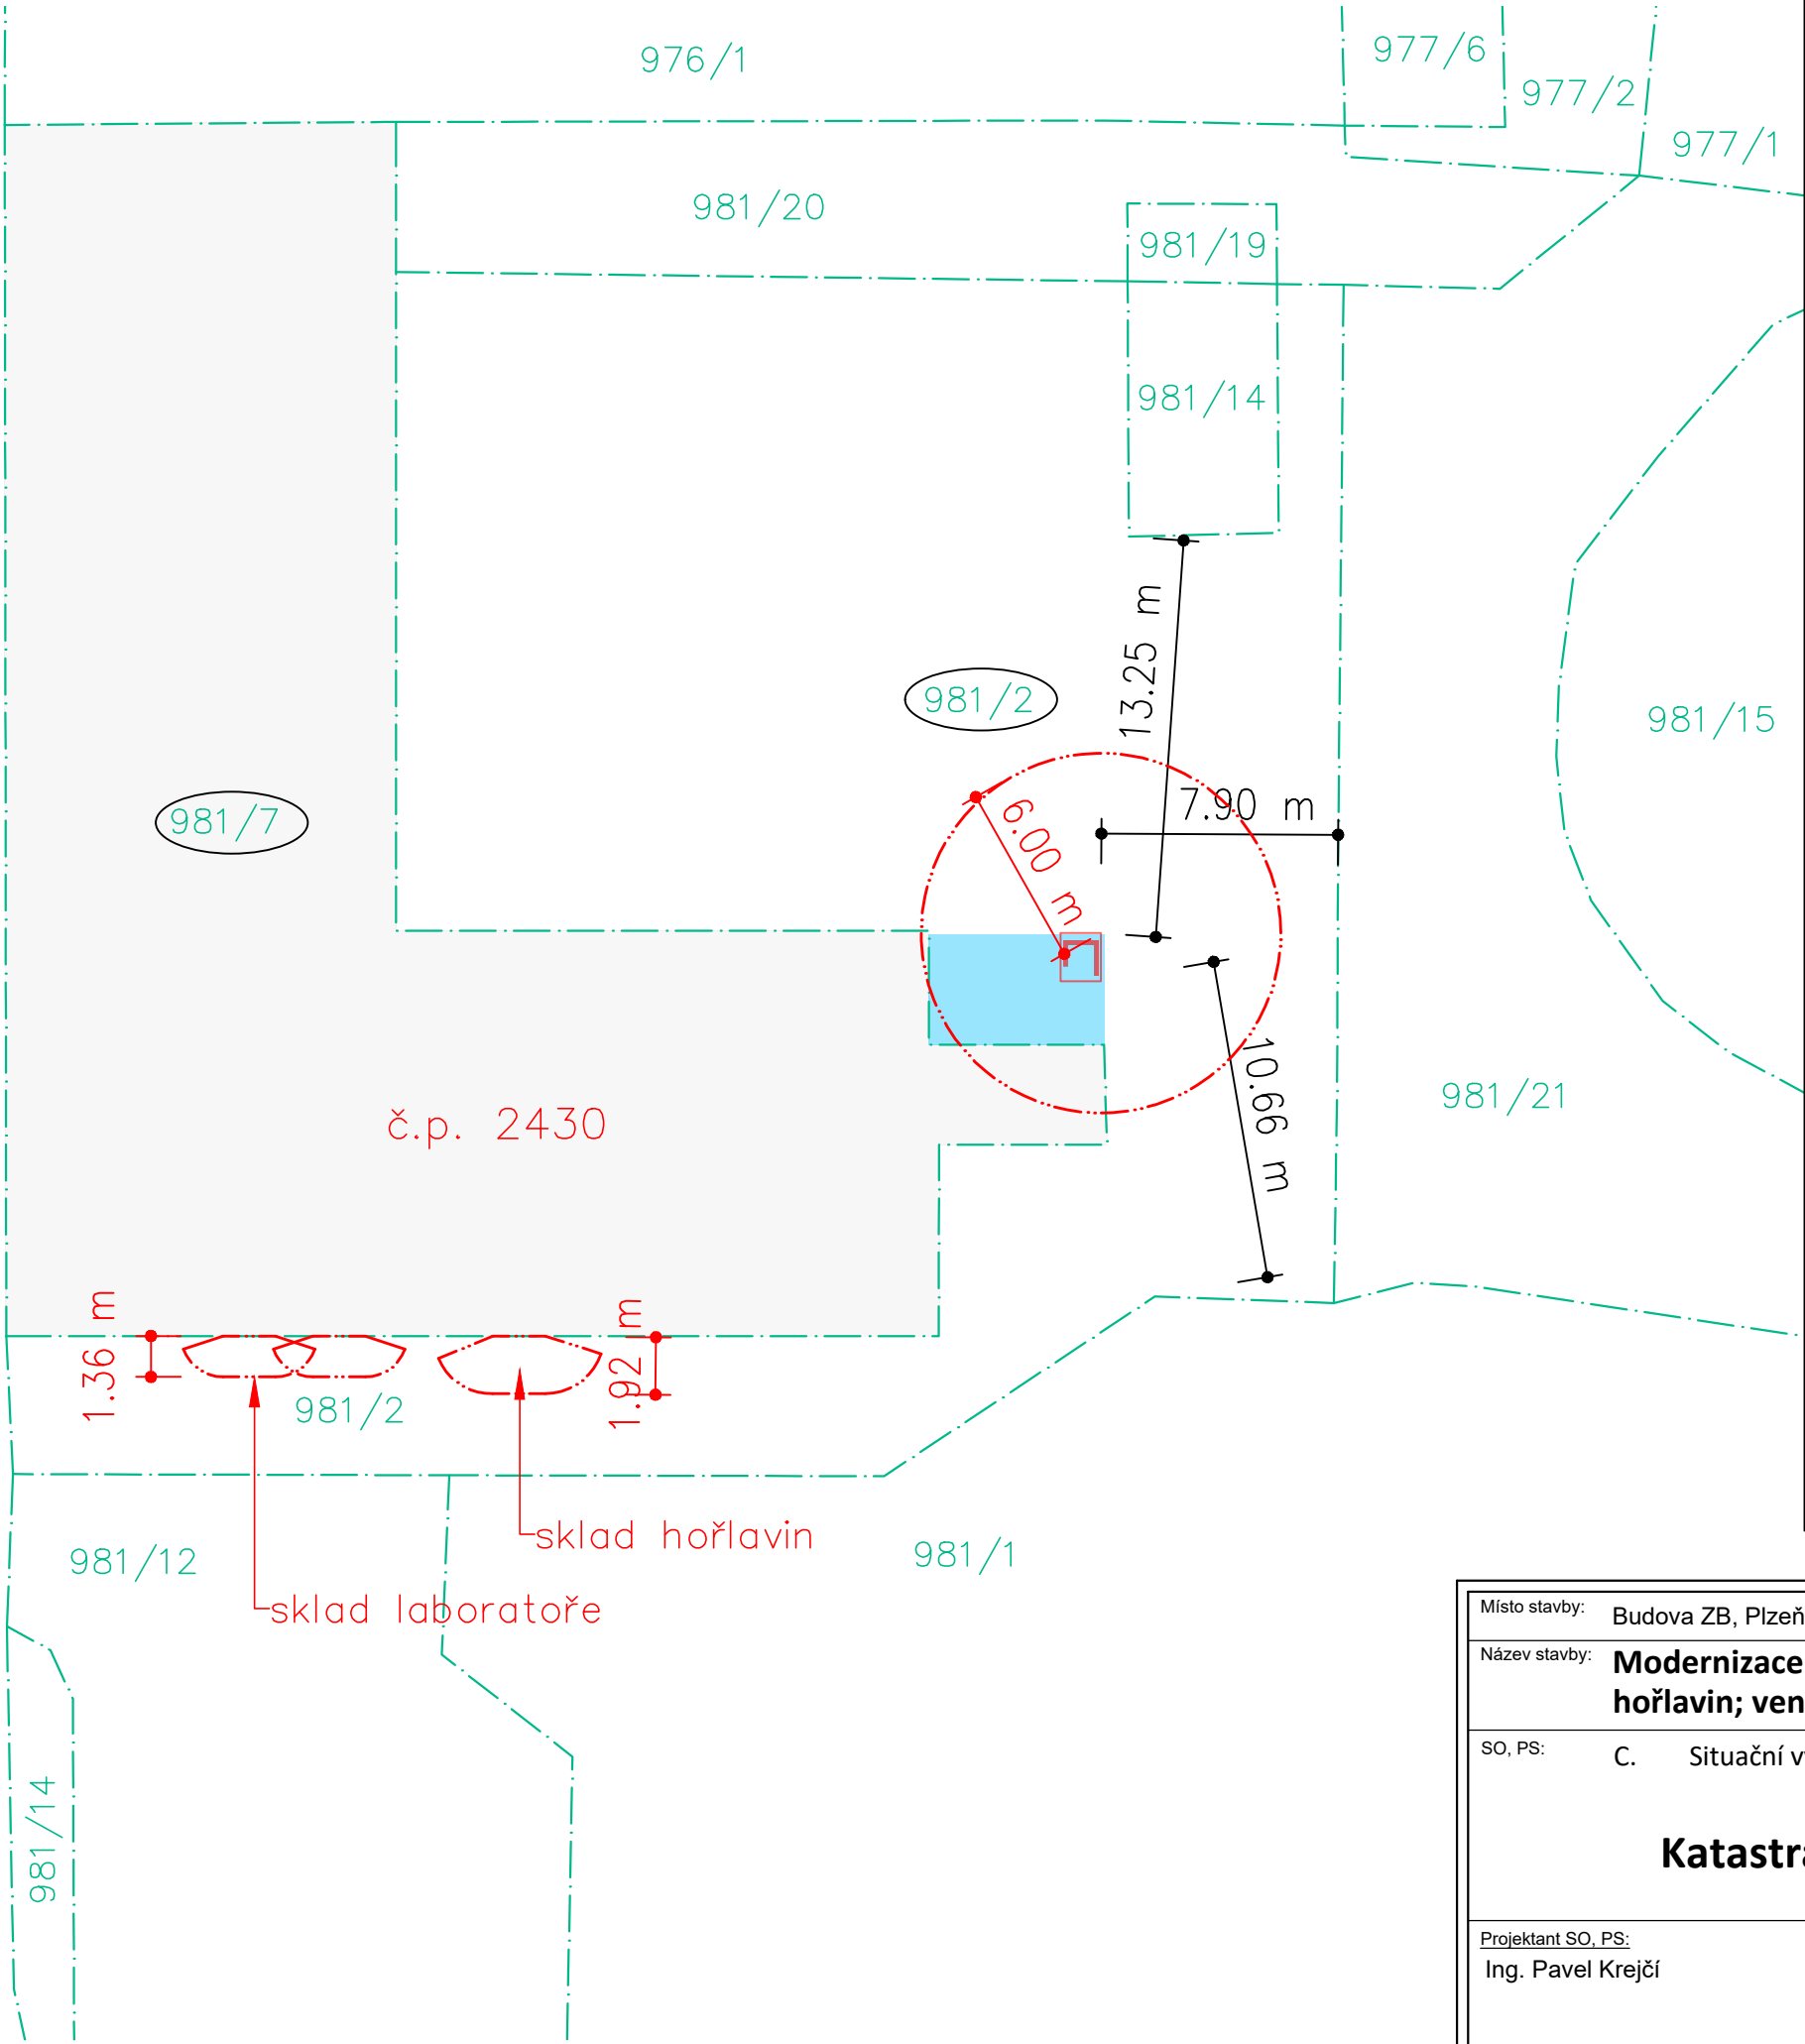 976/1
977/6
977/2
977/1
981/20
981/19
981/14
13.25 m
981/2
981/15
7.90 m
981/7
6.00 m
10.66 m
981/21
č.p. 2430
1.36 m
1.92 m
981/2
sklad hořlavin
981/1
981/12
sklad laboratoře
981/14
Místo stavby: Budova ZB, Plzeň
Název stavby: Modernizace
hořlavin; ven
SO, PS: C. Situační v
Katastr
Projektant SO, PS:
Ing. Pavel Krejčí